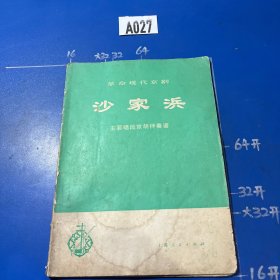 A027
16 大32 32 64
革命现代京剧
沙家浜
主要唱段京胡伴奏谱
上海人民出版社
64开
32开
大32开
16开